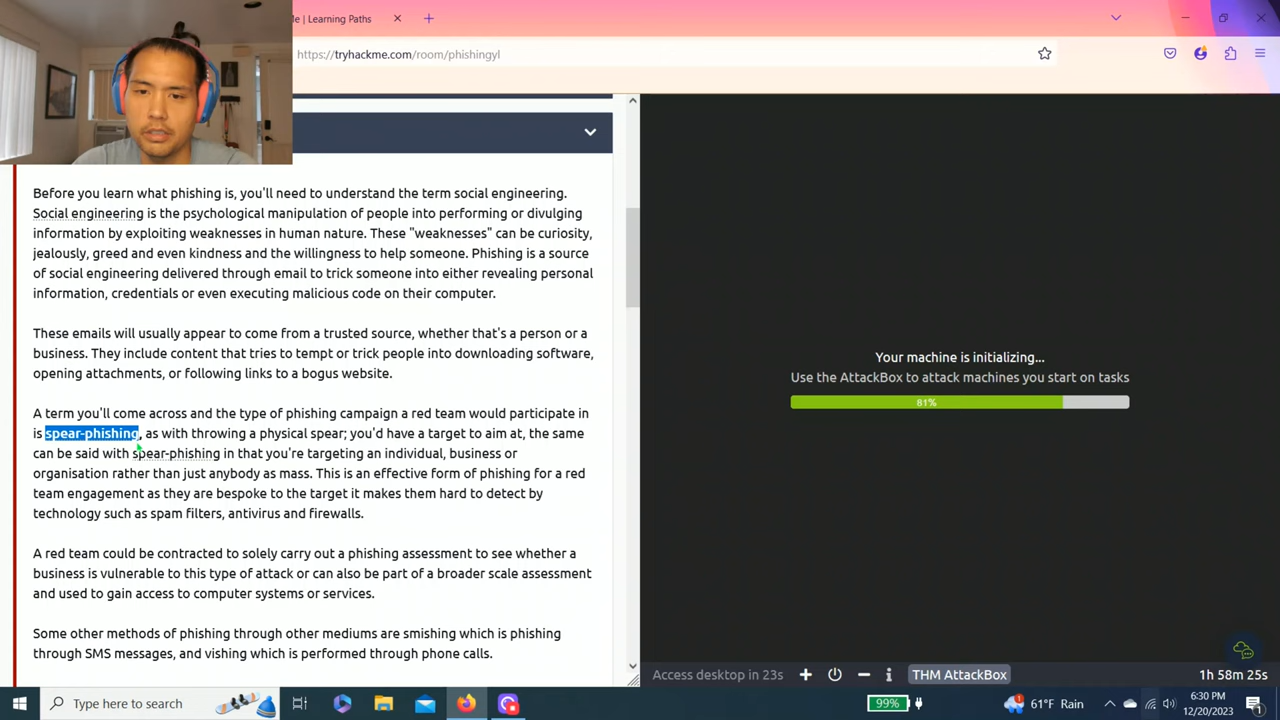 Me | Learning Paths
https://tryhackme.com/room/phishingyl
Before you learn what phishing is, you'll need to understand the term social engineering.
Social engineering is the psychological manipulation of people into performing or divulging
information by exploiting weaknesses in human nature. These "weaknesses" can be curiosity,
jealously, greed and even kindness and the willingness to help someone. Phishing is a source
of social engineering delivered through email to trick someone into either revealing personal
information, credentials or even executing malicious code on their computer.
These emails will usually appear to come from a trusted source, whether that's a person or a
business. They include content that tries to tempt or trick people into downloading software,
opening attachments, or following links to a bogus website.
A term you'll come across and the type of phishing campaign a red team would participate in
is spear-phishing, as with throwing a physical spear; you'd have a target to aim at, the same
can be said with spear-phishing in that you're targeting an individual, business or
organisation rather than just anybody as mass. This is an effective form of phishing for a red
team engagement as they are bespoke to the target it makes them hard to detect by
technology such as spam filters, antivirus and firewalls.
A red team could be contracted to solely carry out a phishing assessment to see whether a
business is vulnerable to this type of attack or can also be part of a broader scale assessment
and used to gain access to computer systems or services.
Some other methods of phishing through other mediums are smishing which is phishing
through SMS messages, and vishing which is performed through phone calls.
Your machine is initializing...
Use the AttackBox to attack machines you start on tasks
81%
Access desktop in 23s
THM AttackBox
1h 58m 25s
Type here to search
99%
61°F Rain
6:30 PM
12/20/2023
1